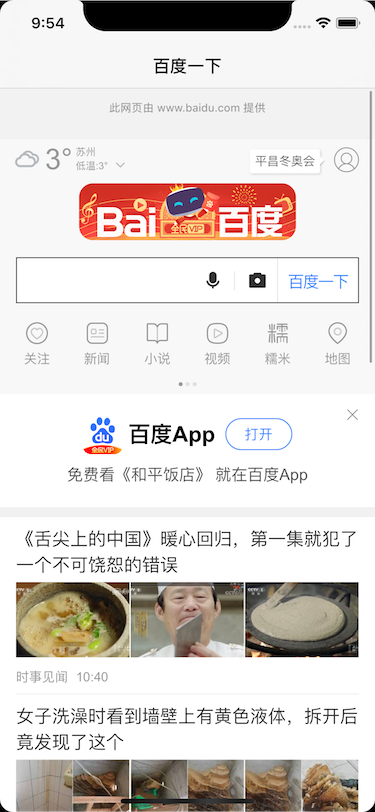 9:54
百度一下
此网页由 www.baidu.com 提供
3°
苏州
低温:3°
平昌冬奥会
Bai 百度
全民VIP
百度一下
关注
新闻
小说
视频
糯
糯米
地图
du
全民VIP
百度App
打开
免费看《和平饭店》 就在百度App
《舌尖上的中国》暖心回归，第一集就犯了
一个不可饶恕的错误
时事见闻 10:40
女子洗澡时看到墙壁上有黄色液体，拆开后
竟发现了这个